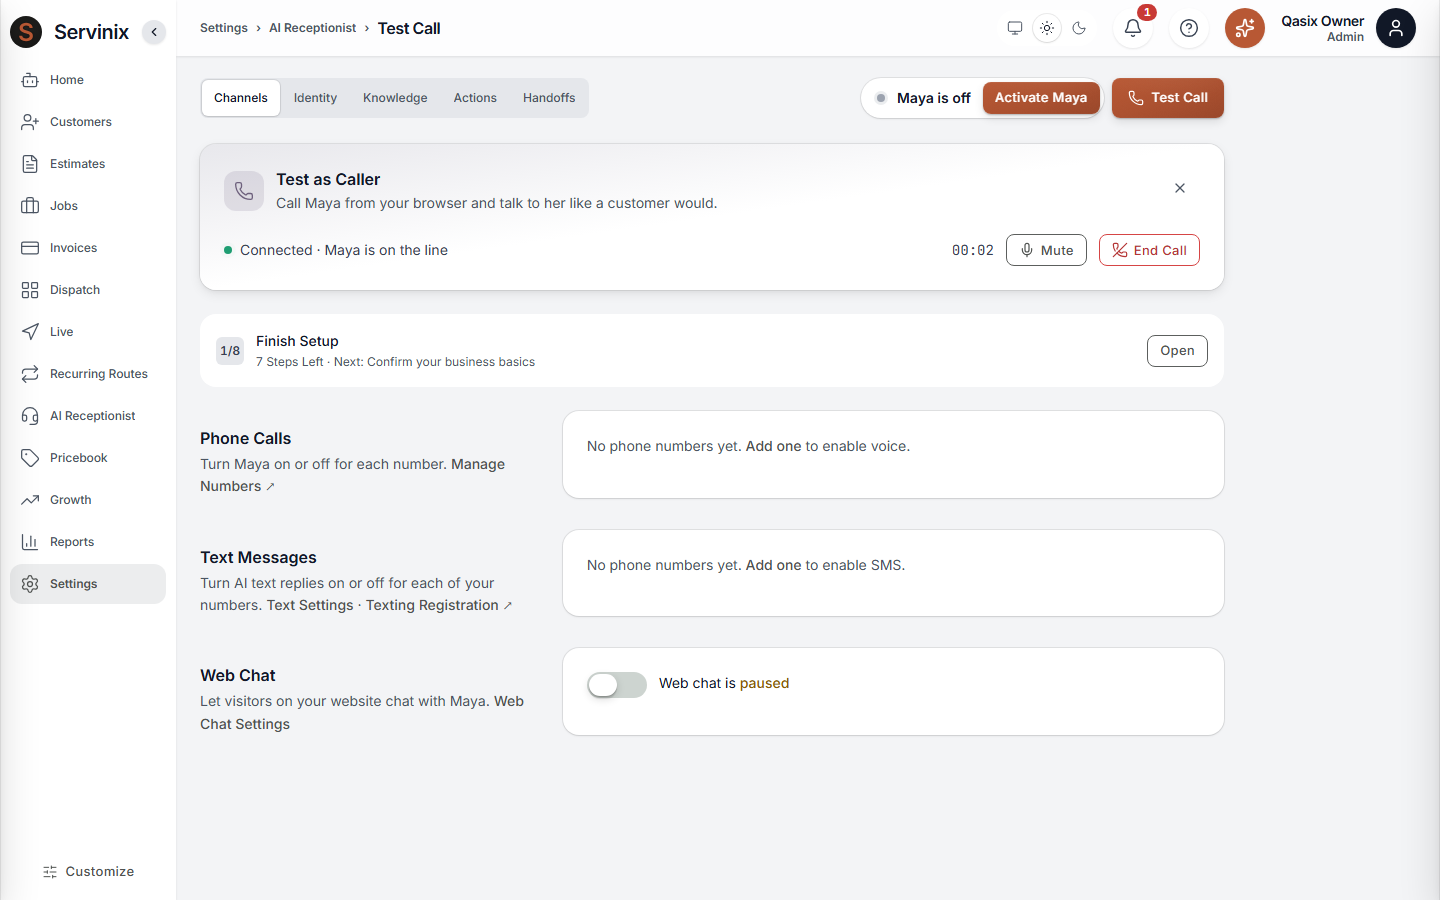 S Servinix
Settings › AI Receptionist › Test Call
1
Qasix Owner
Admin
Home
Customers
Estimates
Jobs
Invoices
Dispatch
Live
Recurring Routes
AI Receptionist
Pricebook
Growth
Reports
Settings
Customize
Channels Identity Knowledge Actions Handoffs
Maya is off Activate Maya Test Call
Test as Caller
Call Maya from your browser and talk to her like a customer would.
Connected · Maya is on the line 00:02 Mute End Call
1/8
Finish Setup
7 Steps Left · Next: Confirm your business basics
Open
Phone Calls
Turn Maya on or off for each number. Manage
Numbers ↗
No phone numbers yet. Add one to enable voice.
Text Messages
Turn AI text replies on or off for each of your
numbers. Text Settings · Texting Registration ↗
No phone numbers yet. Add one to enable SMS.
Web Chat
Let visitors on your website chat with Maya. Web
Chat Settings
Web chat is paused